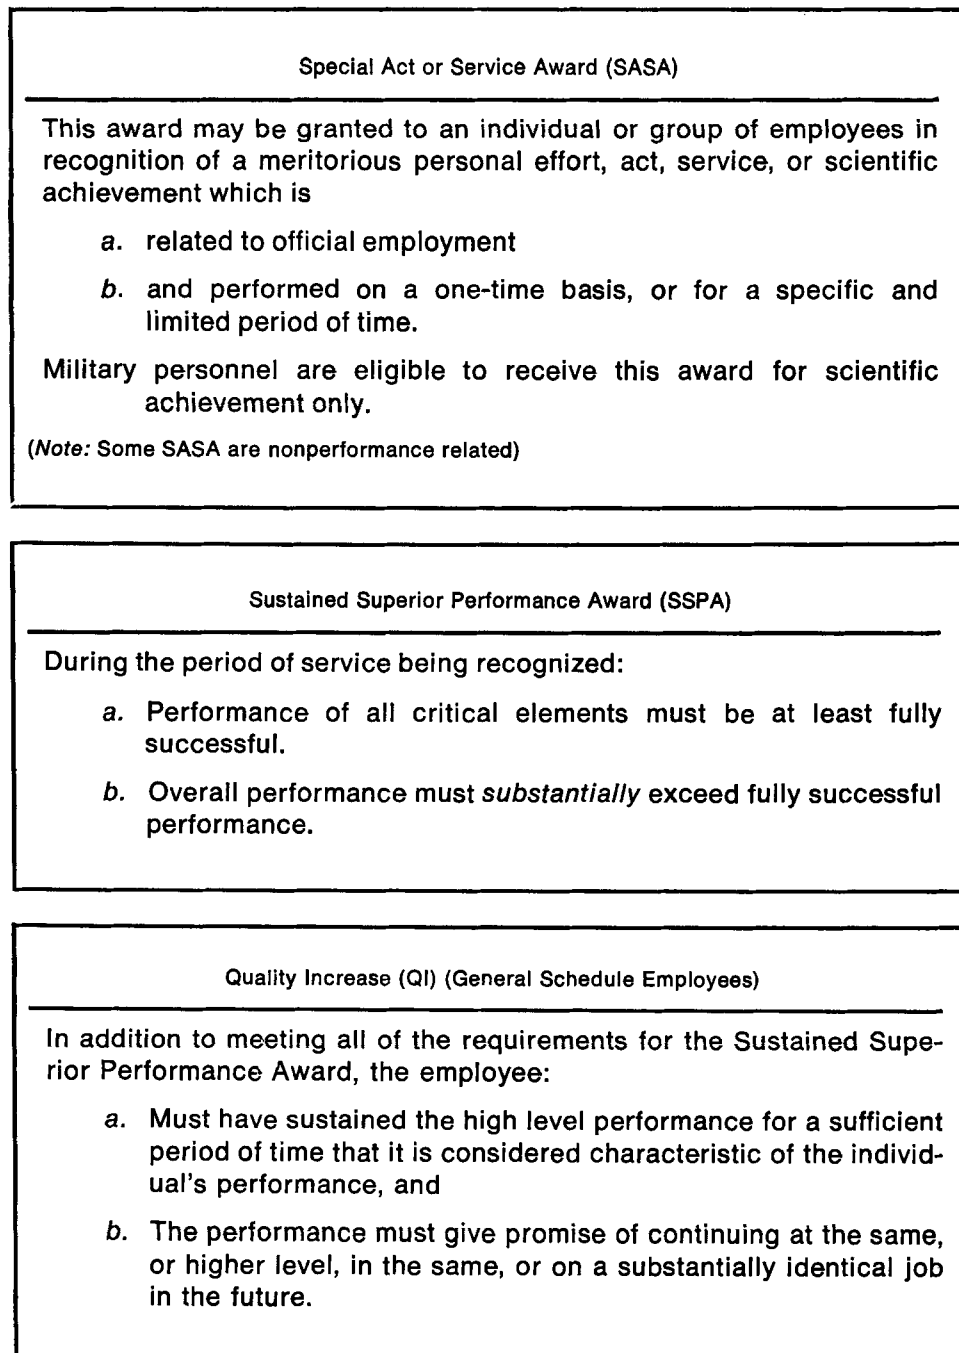 Special Act or Service Award (SASA)
This award may be granted to an individual or group of employees in
recognition of a meritorious personal effort, act, service, or scientific
achievement which is
a. related to official employment
b. and performed on a one-time basis, or for a specific and
limited period of time.
Military personnel are eligible to receive this award for scientific
achievement only.
(Note: Some SASA are nonperformance related)
Sustained Superior Performance Award (SSPA)
During the period of service being recognized:
a. Performance of all critical elements must be at least fully
successful.
b. Overall performance must substantially exceed fully successful
performance.
Quality Increase (QI) (General Schedule Employees)
In addition to meeting all of the requirements for the Sustained Supe-
rior Performance Award, the employee:
a. Must have sustained the high level performance for a sufficient
period of time that it is considered characteristic of the individ-
ual's performance, and
b. The performance must give promise of continuing at the same,
or higher level, in the same, or on a substantially identical job
in the future.